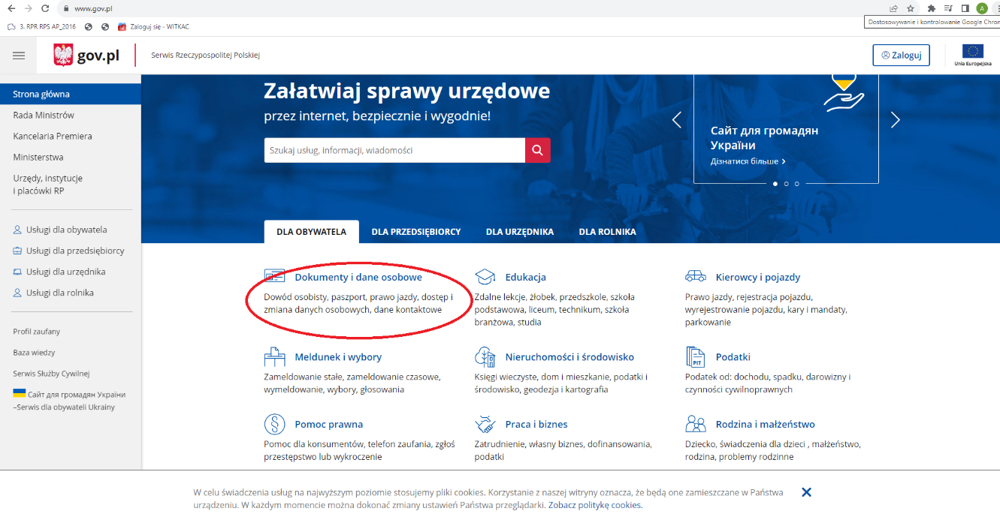 www.gov.pl
A
3. RPR RPS AP_2016
Zaloguj się - WITKAC
Dostosowywanie i kontrolowanie Google Chrom
gov.pl
Serwis Rzeczypospolitej Polskiej
Zaloguj
Unia Europejska
Strona główna
Rada Ministrów
Kancelaria Premiera
Ministerstwa
Urzędy, instytucje
i placówki RP
Usługi dla obywatela
Usługi dla przedsiębiorcy
Usługi dla urzędnika
Usługi dla rolnika
Profil zaufany
Baza wiedzy
Serwis Służby Cywilnej
Сайт для громадян України
–Serwis dla obywateli Ukrainy
Załatwiaj sprawy urzędowe
przez internet, bezpiecznie i wygodnie!
Szukaj usług, informacji, wiadomości
Сайт для громадян
України
Дізнатися більше
DLA OBYWATELA DLA PRZEDSIĘBIORCY DLA URZĘDNIKA DLA ROLNIKA
Dokumenty i dane osobowe
Dowód osobisty, paszport, prawo jazdy, dostęp i
zmiana danych osobowych, dane kontaktowe
Edukacja
Zdalne lekcje, żłobek, przedszkole, szkoła
podstawowa, liceum, technikum, szkoła
branżowa, studia
Kierowcy i pojazdy
Prawo jazdy, rejestracja pojazdu,
wyrejestrowanie pojazdu, kary i mandaty,
parkowanie
Meldunek i wybory
Zameldowanie stałe, zameldowanie czasowe,
wymeldowanie, wybory, głosowania
Nieruchomości i środowisko
Księgi wieczyste, dom i mieszkanie, podatki i
środowisko, geodezja i kartografia
PIT
Podatki
Podatek od: dochodu, spadku, darowizny i
czynności cywilnoprawnych
Pomoc prawna
Pomoc dla konsumentów, telefon zaufania, zgłoś
przestępstwo lub wykroczenie
Praca i biznes
Zatrudnienie, własny biznes, dofinansowania,
podatki
Rodzina i małżeństwo
Dziecko, świadczenia dla dzieci , małżeństwo,
rodzina, problemy rodzinne
W celu świadczenia usług na najwyższym poziomie stosujemy pliki cookies. Korzystanie z naszej witryny oznacza, że będą one zamieszczane w Państwa
urządzeniu. W każdym momencie można dokonać zmiany ustawień Państwa przeglądarki. Zobacz politykę cookies.